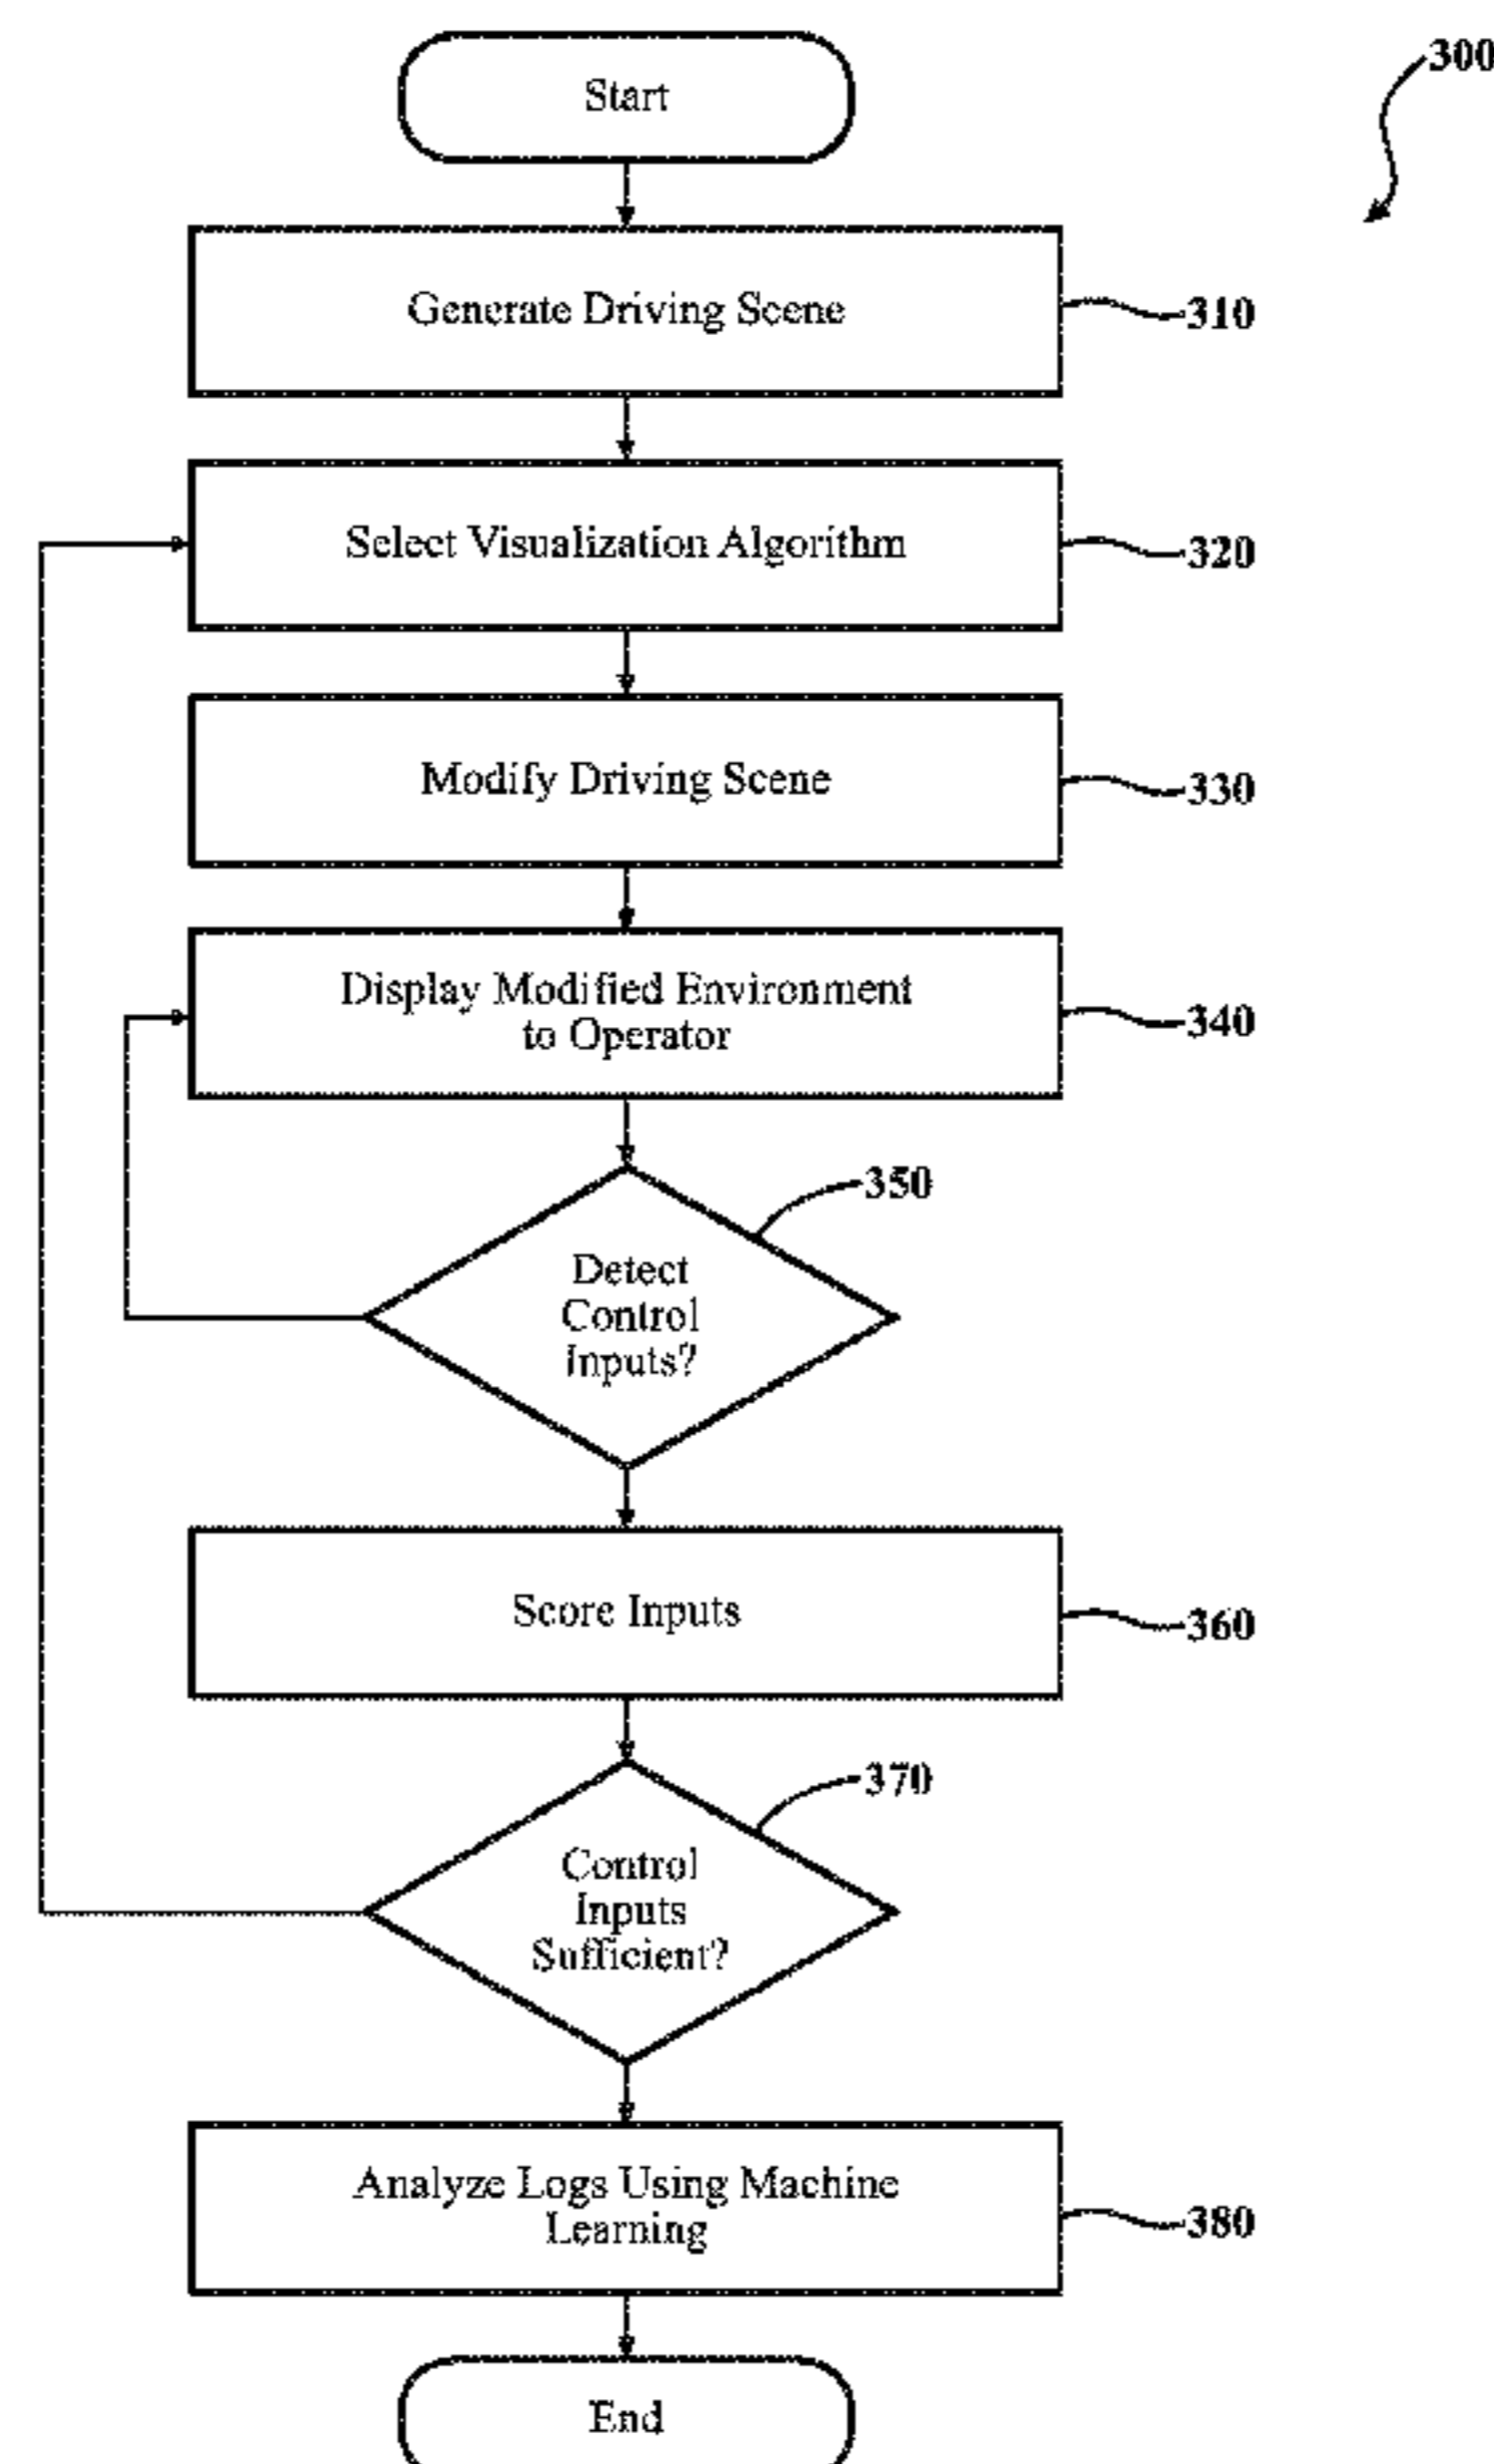 Start
300
Generate Driving Scene
310
Select Visualization Algorithm
320
Modify Driving Scene
330
Display Modified Environment
to Operator
340
350
Detect
Control
Inputs?
Score Inputs
360
370
Control
Inputs
Sufficient?
Analyze Logs Using Machine
Learning
380
End